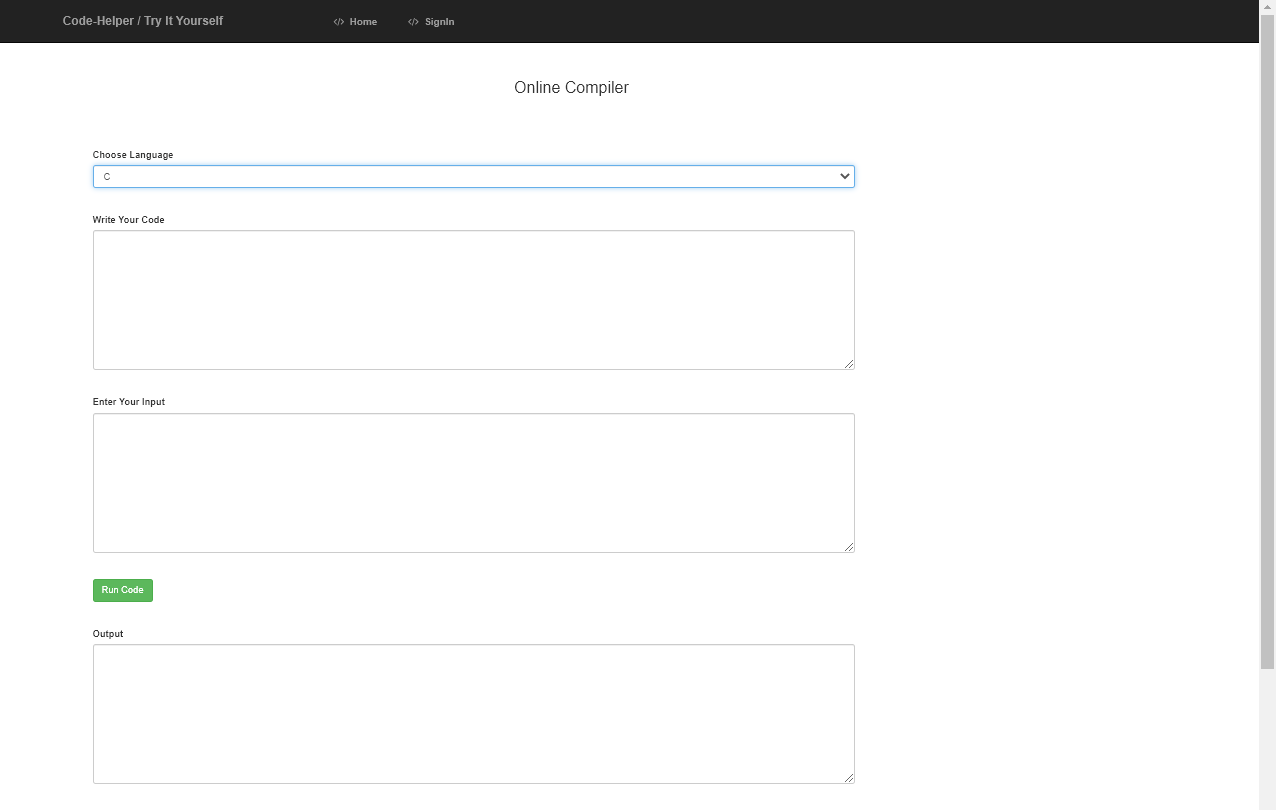 Code-Helper / Try It Yourself
</> Home
</> SignIn
Online Compiler
Choose Language
C
Write Your Code
Enter Your Input
Run Code
Output